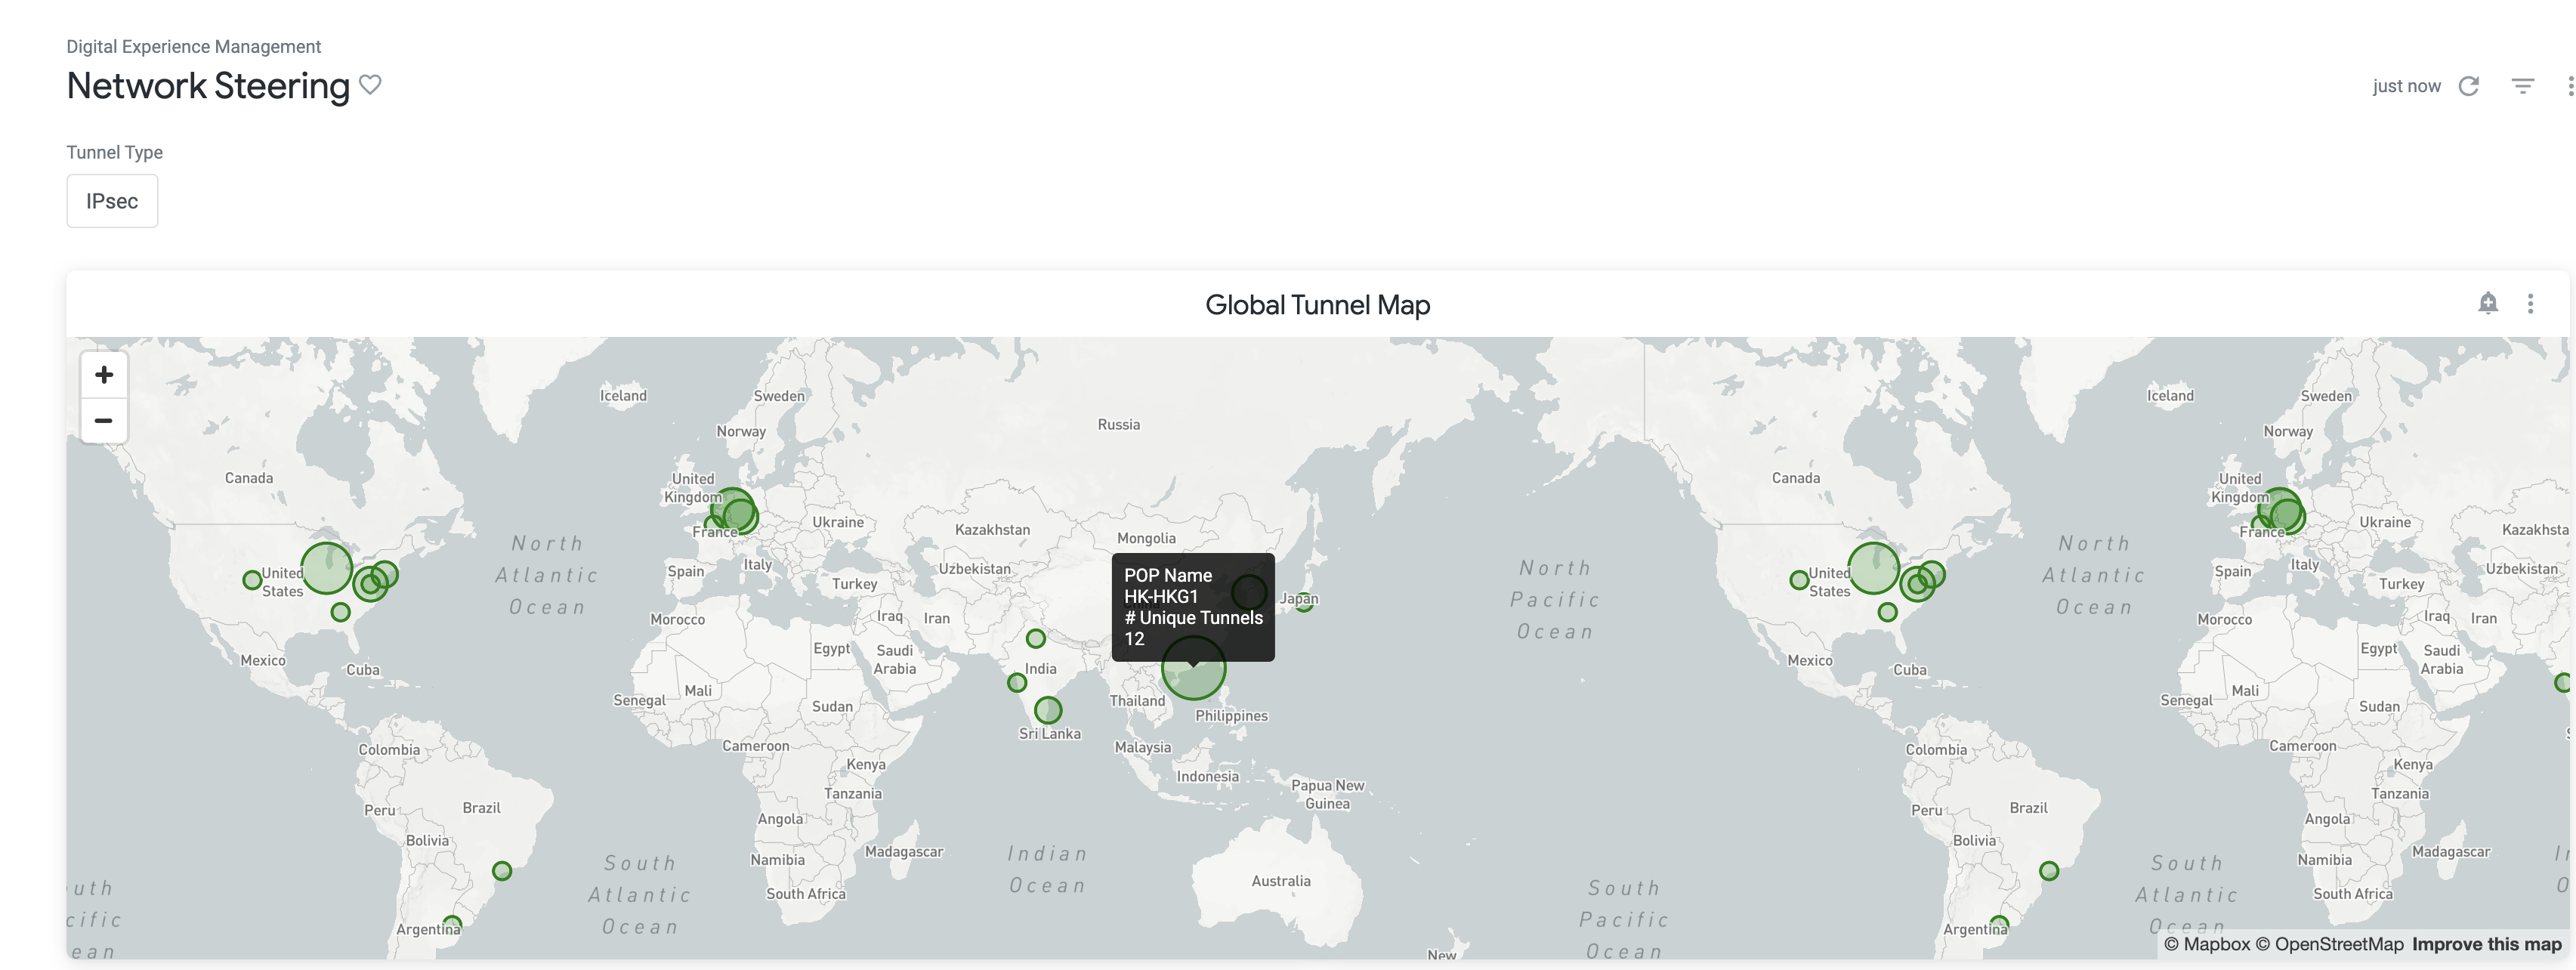 Digital Experience Management
Network Steering
just now
Tunnel Type
IPsec
Global Tunnel Map
+
−
Iceland
Sweden
Norway
Russia
Canada
United
Kingdom
France
Ukraine
Kazakhstan
Mongolia
North
Atlantic
Ocean
Spain
Italy
Turkey
Uzbekistan
United
States
POP Name
HK-HKG1
# Unique Tunnels
12
China
Japan
Morocco
Iraq
Iran
Mexico
Cuba
Egypt
Saudi
Arabia
India
Senegal
Mali
Sudan
Thailand
Philippines
Sri Lanka
Colombia
Cameroon
Malaysia
Kenya
Indonesia
Papua New
Guinea
Peru
Brazil
Tanzania
Angola
Bolivia
Madagascar
Namibia
South
Atlantic
Ocean
Indian
Ocean
Australia
South Africa
uth
cific
ean
Argentina
New
North
Pacific
Ocean
South
Pacific
Ocean
Iceland
Sweden
Norway
Canada
United
Kingdom
France
Ukraine
Kazakhsta
North
Atlantic
Ocean
Spain
Italy
Turkey
Uzbekistan
United
States
Morocco
Iraq
Iran
Mexico
Cuba
Egypt
Saudi
Arabia
Senegal
Mali
Sudan
Colombia
Cameroon
Kenya
Peru
Brazil
Tanzania
Angola
Bolivia
Madagascar
Namibia
South
Atlantic
Ocean
South Africa
Argentina
© Mapbox © OpenStreetMap Improve this map